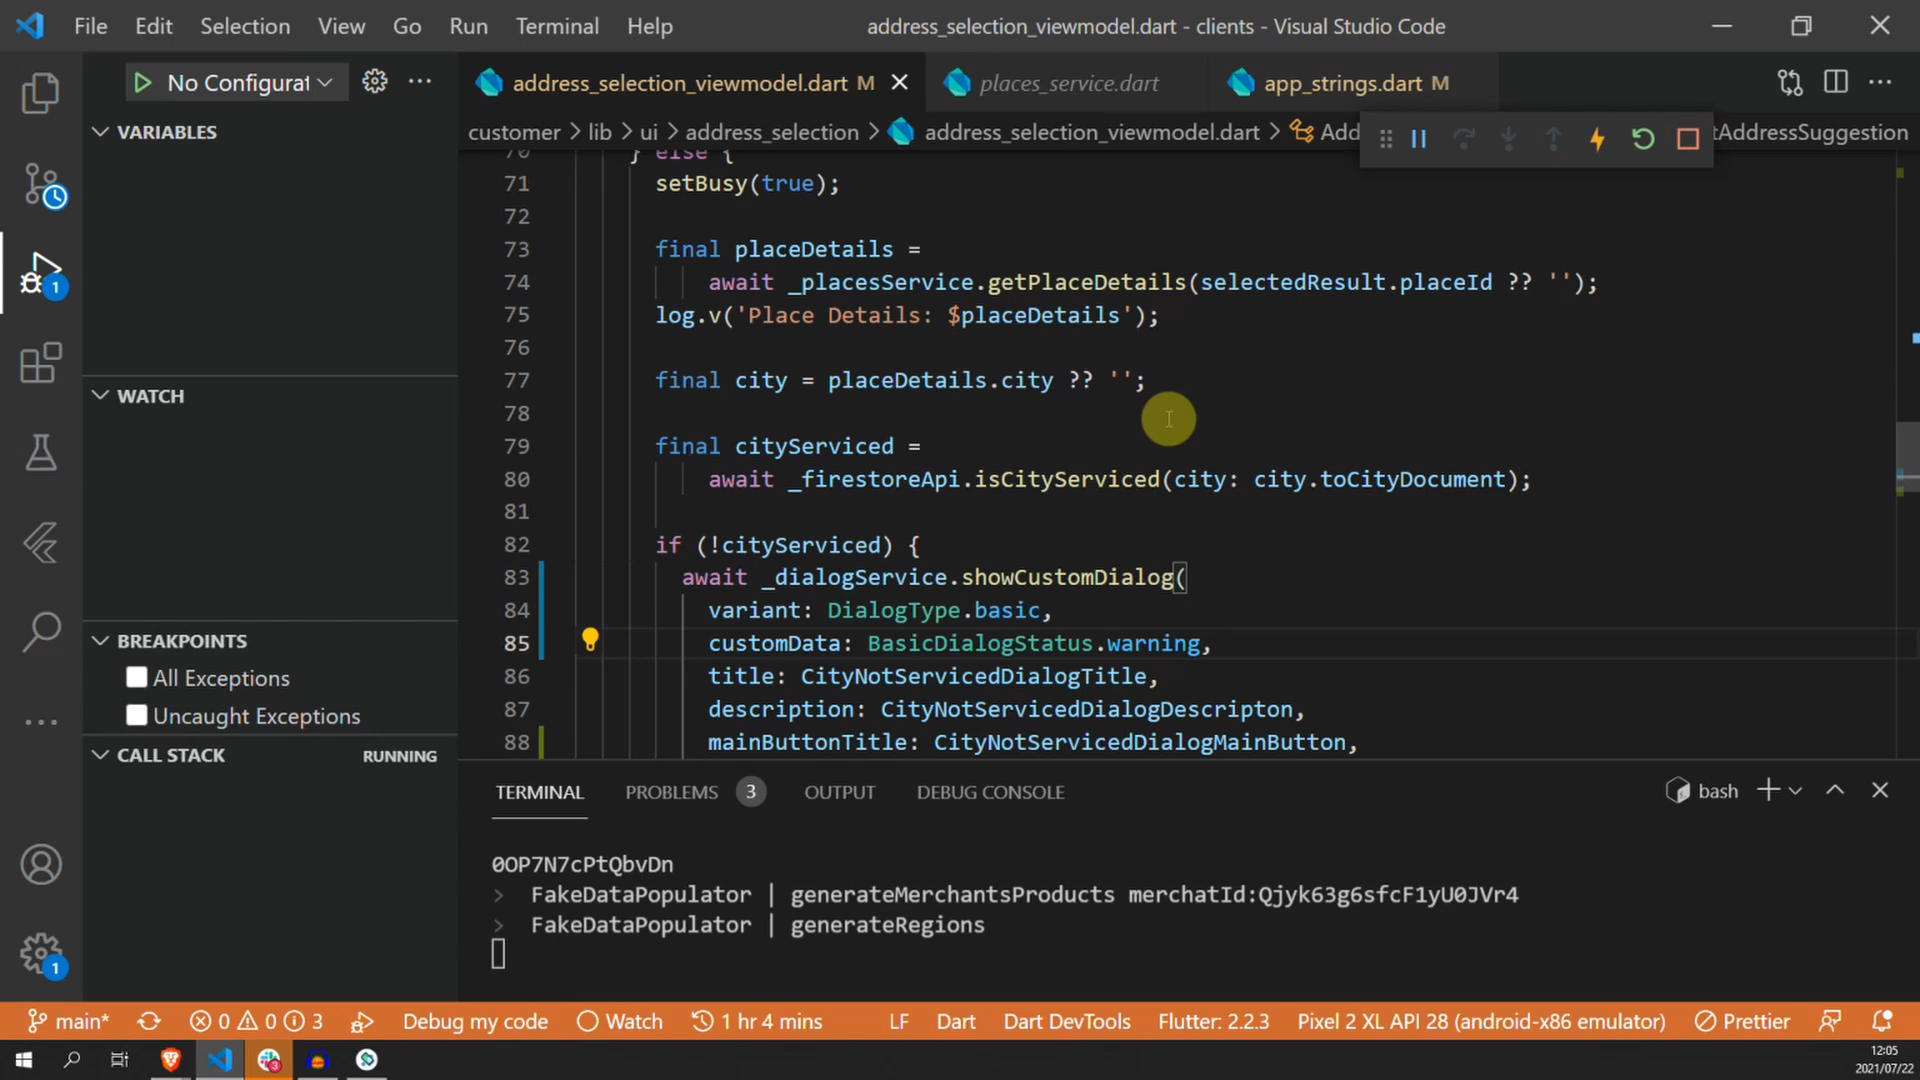 File Edit Selection View Go Run Terminal Help
address_selection_viewmodel.dart - clients - Visual Studio Code
No Configurat
address_selection_viewmodel.dart M
places_service.dart
app_strings.dart M
customer > lib > ui > address_selection > address_selection_viewmodel.dart > Add
tAddressSuggestion
VARIABLES
WATCH
BREAKPOINTS
All Exceptions
Uncaught Exceptions
CALL STACK RUNNING
1
1
70 } else {
71 setBusy(true);
72
73 final placeDetails =
74 await _placesService.getPlaceDetails(selectedResult.placeId ?? '');
75 log.v('Place Details: $placeDetails');
76
77 final city = placeDetails.city ?? '';
78
79 final cityServiced =
80 await _firestoreApi.isCityServiced(city: city.toCityDocument);
81
82 if (!cityServiced) {
83 await _dialogService.showCustomDialog(
84 variant: DialogType.basic,
85 customData: BasicDialogStatus.warning,
86 title: CityNotServicedDialogTitle,
87 description: CityNotServicedDialogDescripton,
88 mainButtonTitle: CityNotServicedDialogMainButton,
TERMINAL PROBLEMS 3 OUTPUT DEBUG CONSOLE
bash
0OP7N7cPtQbvDn
> FakeDataPopulator | generateMerchantsProducts merchatId:Qjyk63g6sfcF1yU0JVr4
> FakeDataPopulator | generateRegions
main* 0 0 3 Debug my code Watch 1 hr 4 mins LF Dart Dart DevTools Flutter: 2.2.3 Pixel 2 XL API 28 (android-x86 emulator) Prettier
3
12:05
2021/07/22